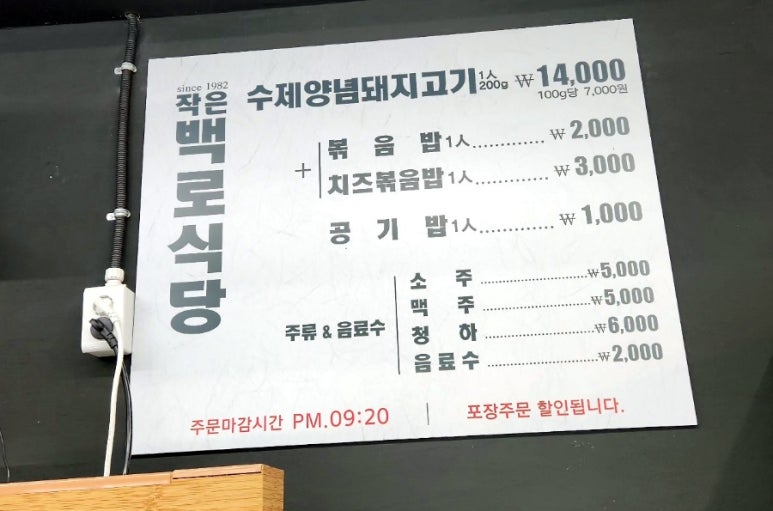 since 1982
작은
백로식당
수제양념돼지고기 1人 200g ₩14,000
100g당 7,000원
+
볶음밥 1人............ ₩2,000
치즈볶음밥 1人............ ₩3,000
공기밥 1人............ ₩1,000
주류 & 음료수
소주 ........................ ₩5,000
맥주 ........................ ₩5,000
청하 ........................ ₩6,000
음료수 ........................ ₩2,000
주문마감시간 PM.09:20 | 포장주문 할인됩니다.